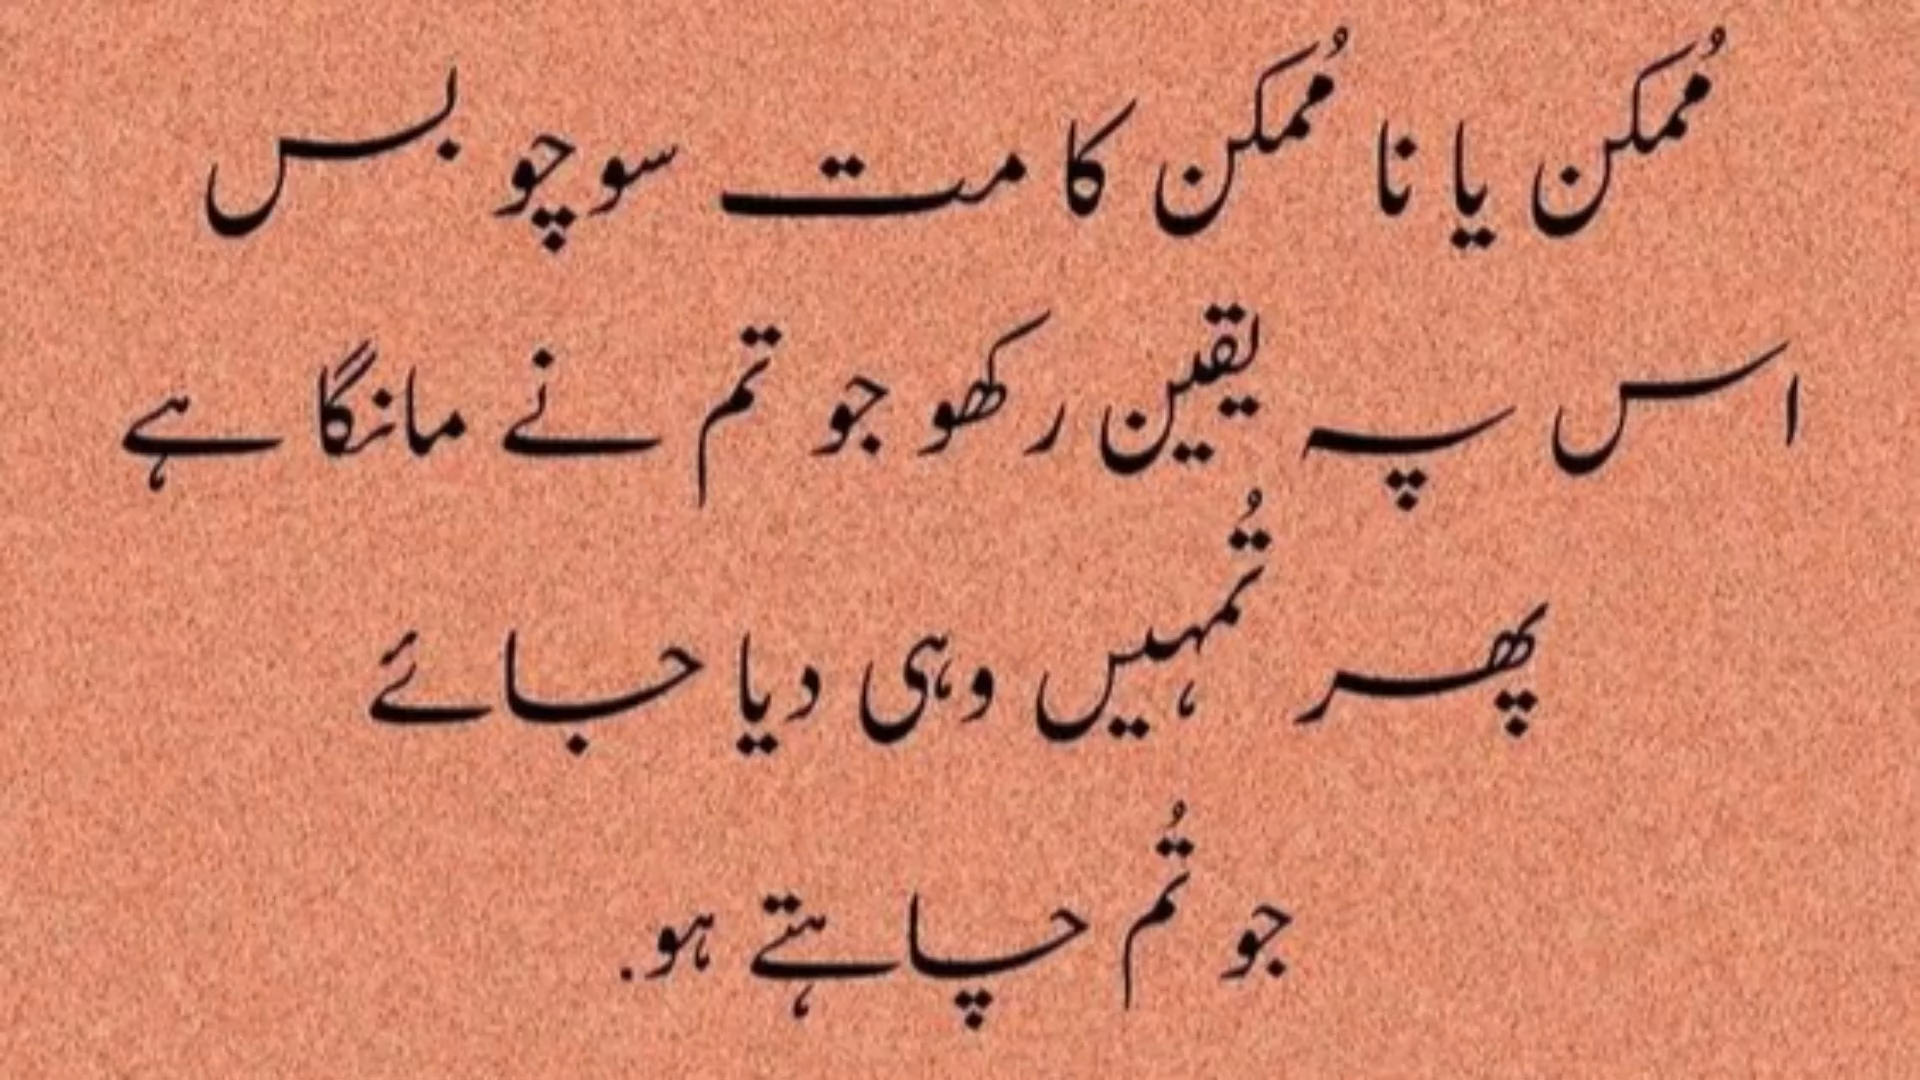 مُمکن یا نا مُمکن کا مت سوچو بس
اس پہ یقین رکھو جو تم نے مانگا ہے
پھر تُمہیں وہی دیا جائے
جو تُم چاہتے ہو.